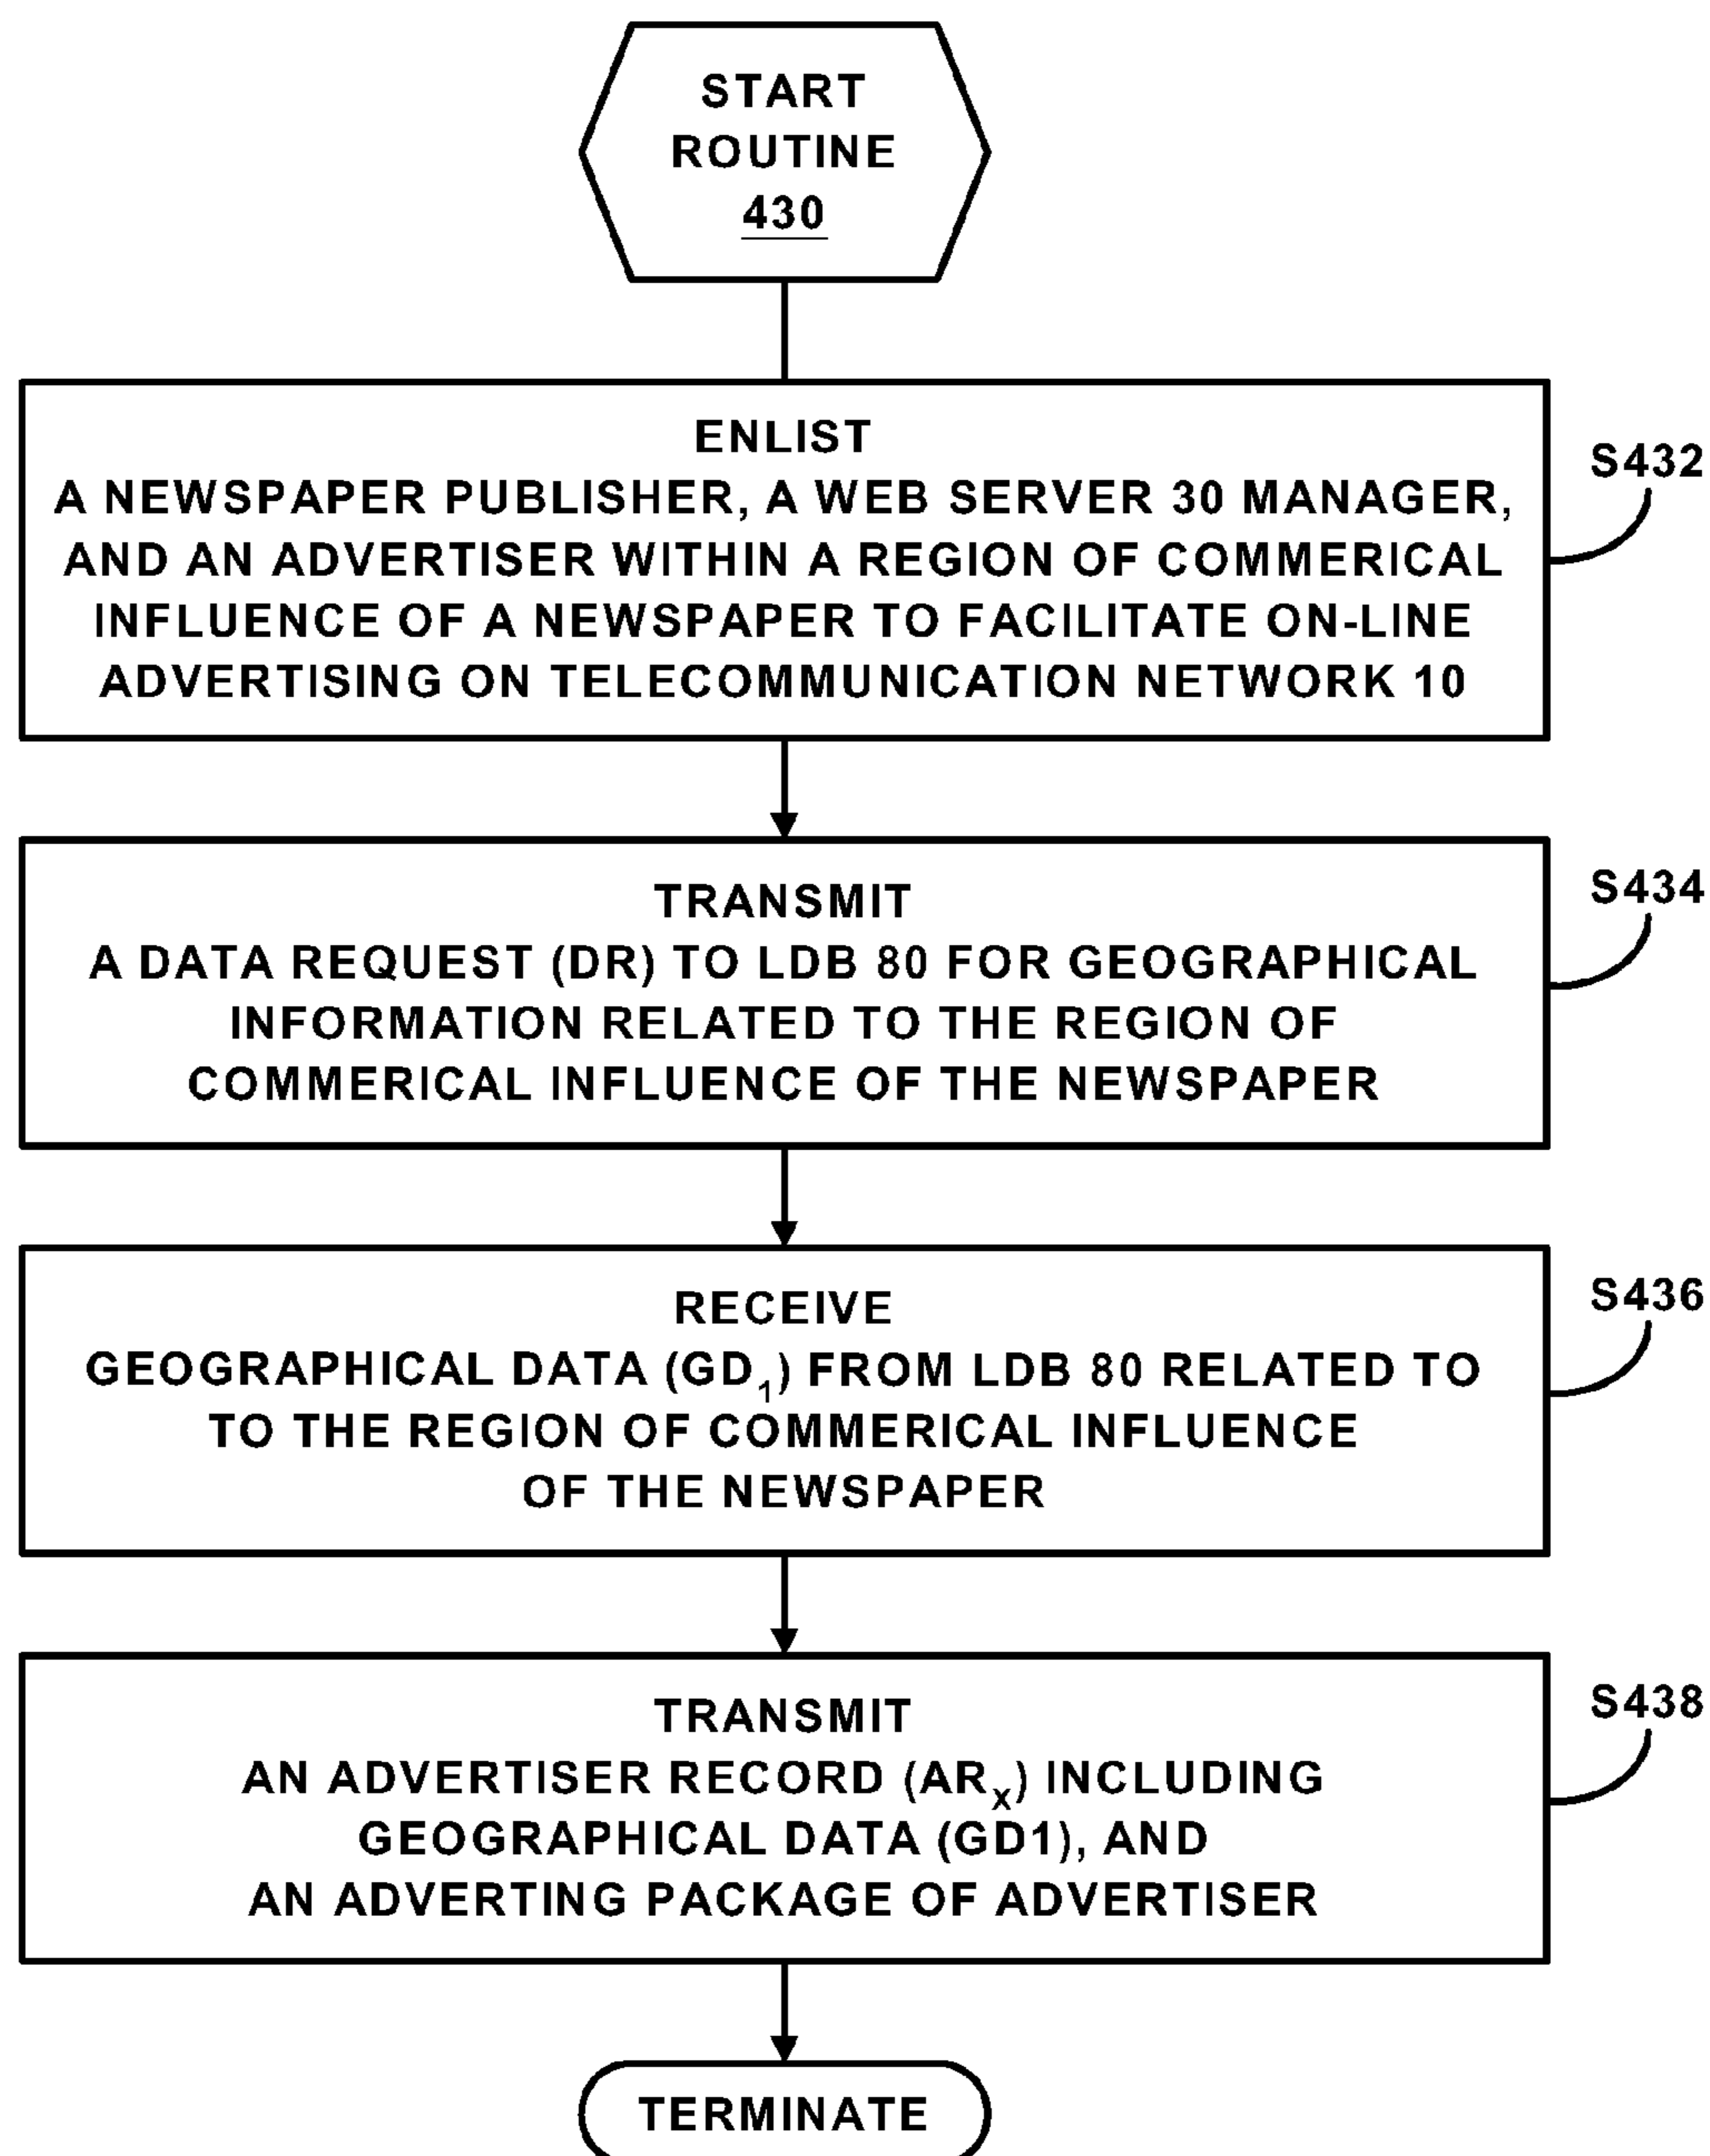 START
ROUTINE
430
ENLIST
A NEWSPAPER PUBLISHER, A WEB SERVER 30 MANAGER,
AND AN ADVERTISER WITHIN A REGION OF COMMERICAL
INFLUENCE OF A NEWSPAPER TO FACILITATE ON-LINE
ADVERTISING ON TELECOMMUNICATION NETWORK 10
S432
TRANSMIT
A DATA REQUEST (DR) TO LDB 80 FOR GEOGRAPHICAL
INFORMATION RELATED TO THE REGION OF
COMMERICAL INFLUENCE OF THE NEWSPAPER
S434
RECEIVE
GEOGRAPHICAL DATA (GD1) FROM LDB 80 RELATED TO
TO THE REGION OF COMMERICAL INFLUENCE
OF THE NEWSPAPER
S436
TRANSMIT
AN ADVERTISER RECORD (ARX) INCLUDING
GEOGRAPHICAL DATA (GD1), AND
AN ADVERTING PACKAGE OF ADVERTISER
S438
TERMINATE